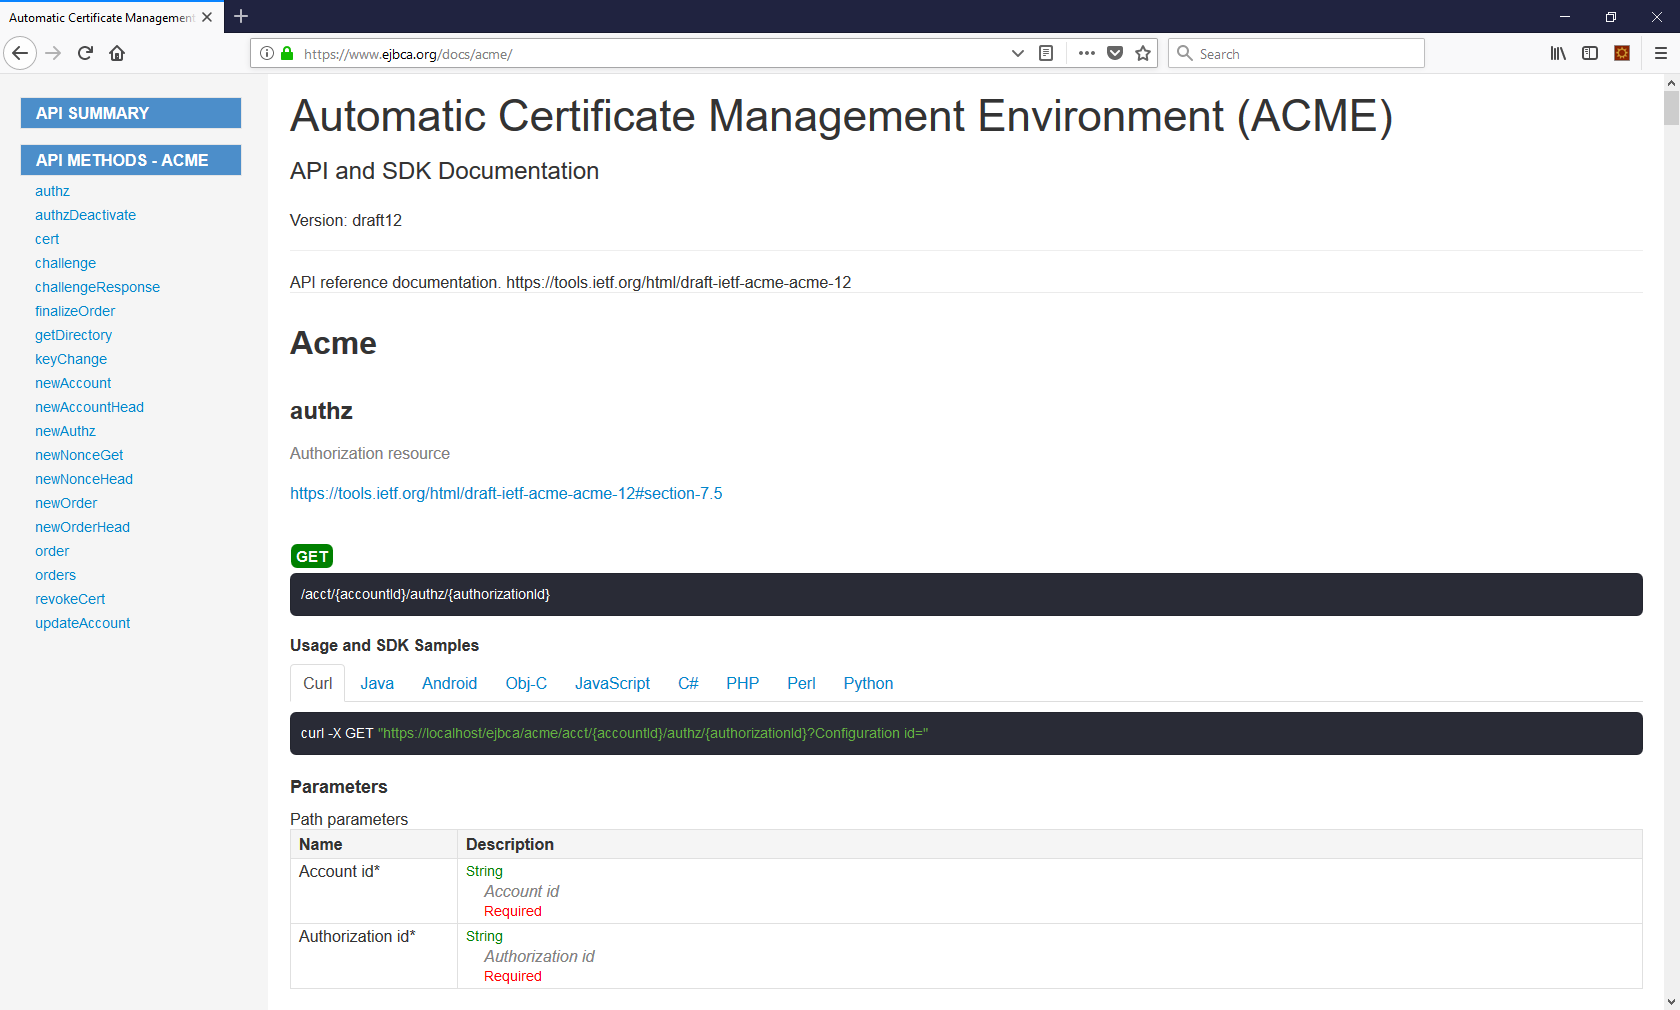 Automatic Certificate Management
https://www.ejbca.org/docs/acme/
Search
API SUMMARY
API METHODS - ACME
authz
authzDeactivate
cert
challenge
challengeResponse
finalizeOrder
getDirectory
keyChange
newAccount
newAccountHead
newAuthz
newNonceGet
newNonceHead
newOrder
newOrderHead
order
orders
revokeCert
updateAccount
Automatic Certificate Management Environment (ACME)
API and SDK Documentation
Version: draft12
API reference documentation. https://tools.ietf.org/html/draft-ietf-acme-acme-12
Acme
authz
Authorization resource
https://tools.ietf.org/html/draft-ietf-acme-acme-12#section-7.5
GET
/acct/{accountId}/authz/{authorizationId}
Usage and SDK Samples
Curl Java Android Obj-C JavaScript C# PHP Perl Python
curl -X GET "https://localhost/ejbca/acme/acct/{accountId}/authz/{authorizationId}?Configuration id="
Parameters
Path parameters
Name Description
Account id* String
Account id
Required
Authorization id* String
Authorization id
Required